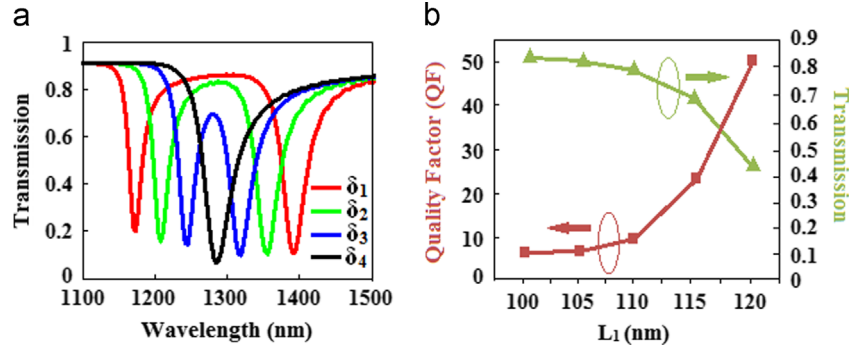 a
Transmission
1
0.8
0.6
0.4
0.2
0
1100 1200 1300 1400 1500
Wavelength (nm)
δ1
δ2
δ3
δ4
b
Quality Factor (QF)
50
40
30
20
10
0
100 105 110 115 120
L1 (nm)
0.9
0.8
0.7
0.6
0.5
0.4
0.3
0.2
0.1
0
Transmission